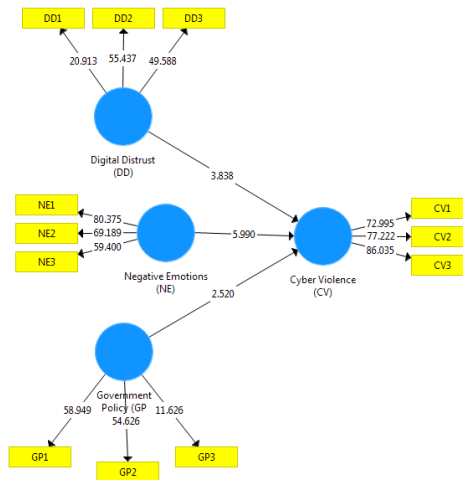 DD1
DD2
DD3
20.913
55.437
49.588
Digital Distrust
(DD)
3.838
NE1
NE2
NE3
80.375
69.189
59.400
5.990
Negative Emotions
(NE)
72.995
77.222
86.035
CV1
CV2
CV3
Cyber Violence
(CV)
2.520
Government
Policy (GP
58.949
54.626
11.626
GP1
GP2
GP3